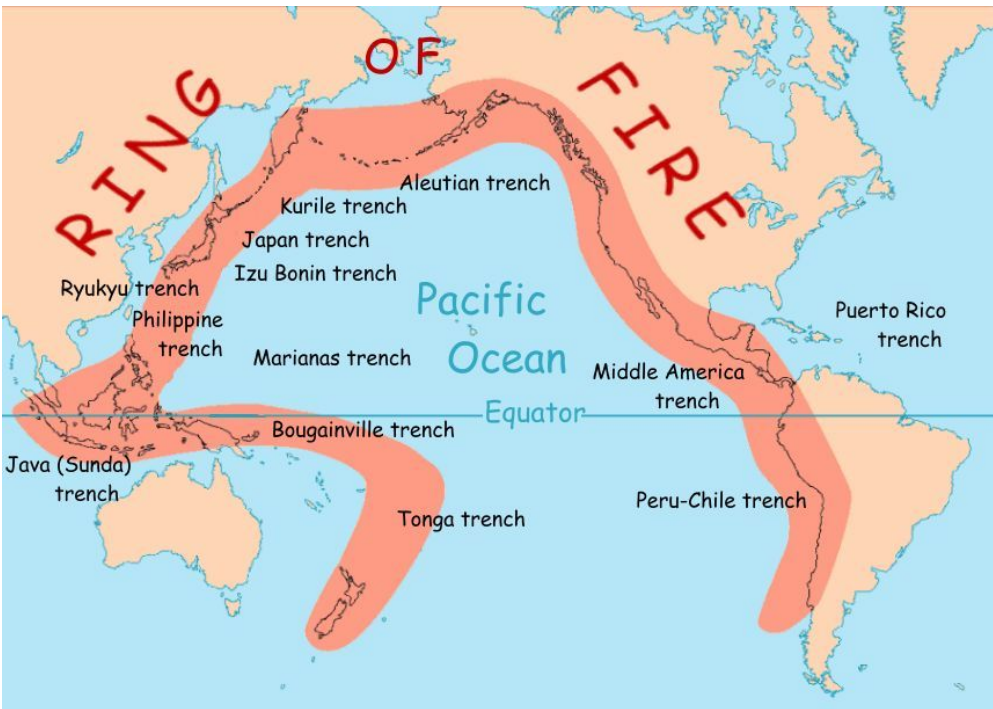 RING OF FIRE
Aleutian trench
Kurile trench
Japan trench
Izu Bonin trench
Ryukyu trench
Philippine
trench
Marianas trench
Pacific
Ocean
Puerto Rico
trench
Middle America
trench
Equator
Bougainville trench
Java (Sunda)
trench
Tonga trench
Peru-Chile trench